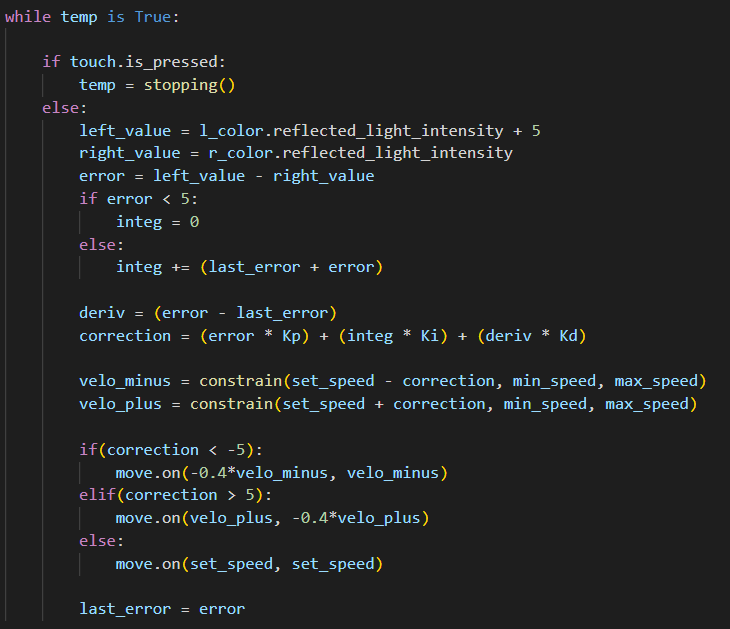 while temp is True:
if touch.is_pressed:
temp = stopping()
else:
left_value = l_color.reflected_light_intensity + 5
right_value = r_color.reflected_light_intensity
error = left_value - right_value
if error < 5:
integ = 0
else:
integ += (last_error + error)
deriv = (error - last_error)
correction = (error * Kp) + (integ * Ki) + (deriv * Kd)
velo_minus = constrain(set_speed - correction, min_speed, max_speed)
velo_plus = constrain(set_speed + correction, min_speed, max_speed)
if(correction < -5):
move.on(-0.4*velo_minus, velo_minus)
elif(correction > 5):
move.on(velo_plus, -0.4*velo_plus)
else:
move.on(set_speed, set_speed)
last_error = error